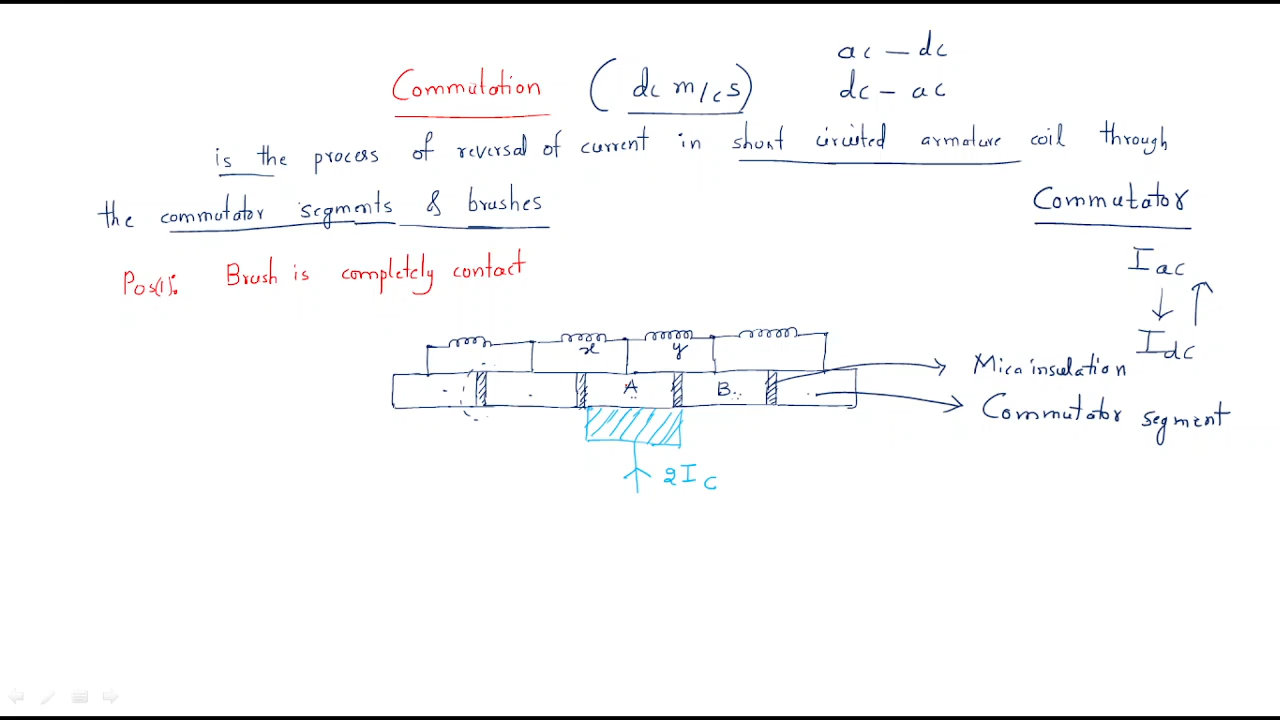 ac – dc
Commutation (dc m/cs) dc – ac
is the process of reversal of current in short circuited armature coil through
the commutator segments & brushes
Commutator
Pos(1): Brush is completely contact
Iac
Idc
x y
A B
Mica insulation
Commutator segment
2Ic